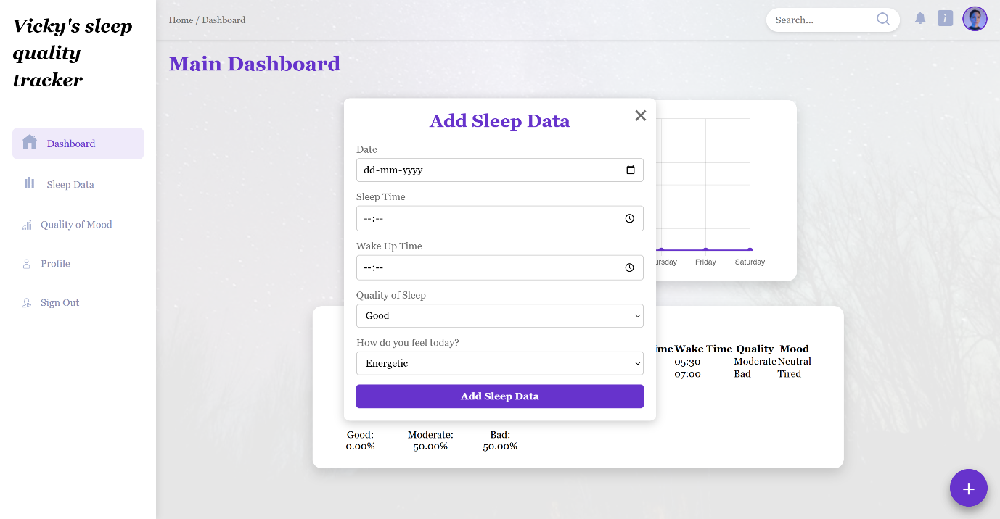 Vicky's sleep
quality
tracker
Dashboard
Sleep Data
Quality of Mood
Profile
Sign Out
Home / Dashboard
Search...
i
Main Dashboard
Add Sleep Data
Date
dd-mm-yyyy
Sleep Time
--:--
Wake Up Time
--:--
Quality of Sleep
Good
How do you feel today?
Energetic
Add Sleep Data
ursday Friday Saturday
ime Wake Time Quality Mood
05:30 Moderate Neutral
07:00 Bad Tired
Good: Moderate: Bad:
0.00% 50.00% 50.00%
+